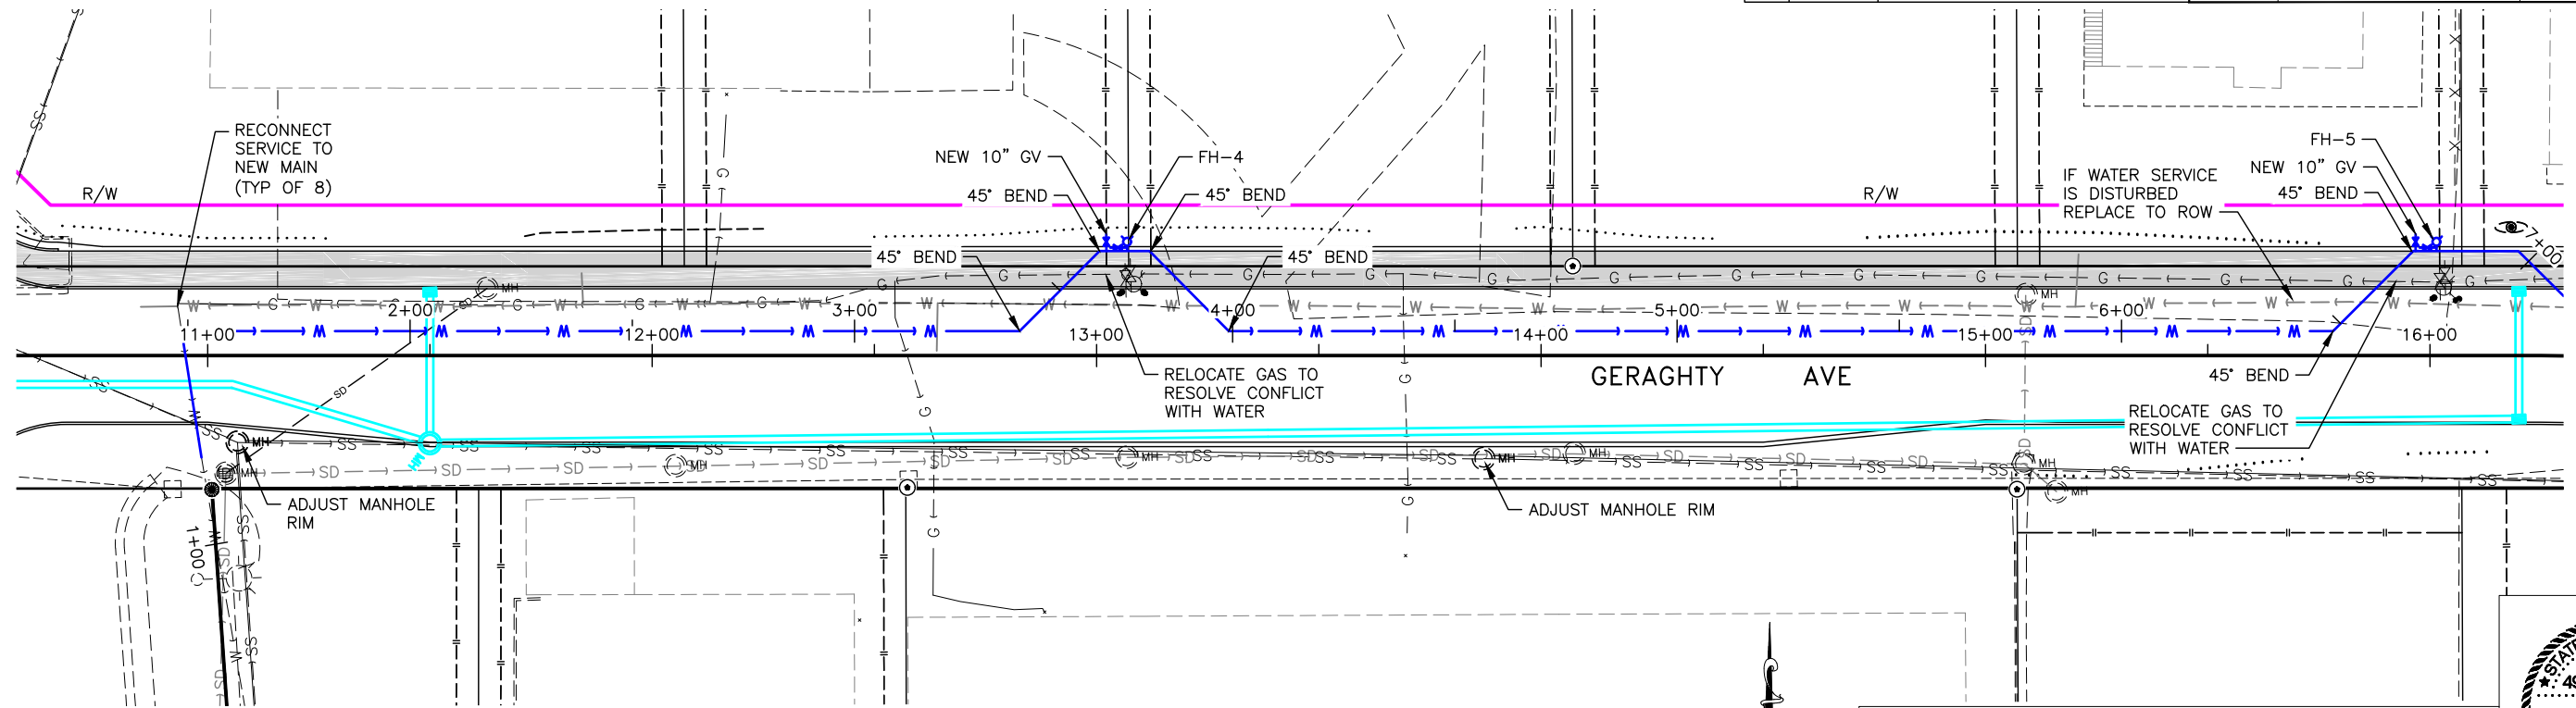 RECONNECT
SERVICE TO
NEW MAIN
(TYP OF 8)
R/W
NEW 10" GV
FH-4
45° BEND
45° BEND
45° BEND
45° BEND
R/W
FH-5
NEW 10" GV
45° BEND
IF WATER SERVICE
IS DISTURBED
REPLACE TO ROW
7+00
2+00
3+00
4+00
5+00
6+00
11+00
12+00
13+00
14+00
15+00
16+00
RELOCATE GAS TO
RESOLVE CONFLICT
WITH WATER
GERAGHTY AVE
45° BEND
RELOCATE GAS TO
RESOLVE CONFLICT
WITH WATER
ADJUST MANHOLE
RIM
ADJUST MANHOLE RIM
1+00
SS
SD
G
W
MH